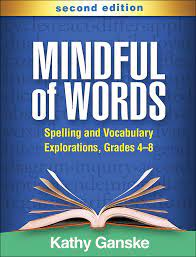 second edition
MINDFUL
of WORDS
Spelling and Vocabulary
Explorations, Grades 4–8
Kathy Ganske